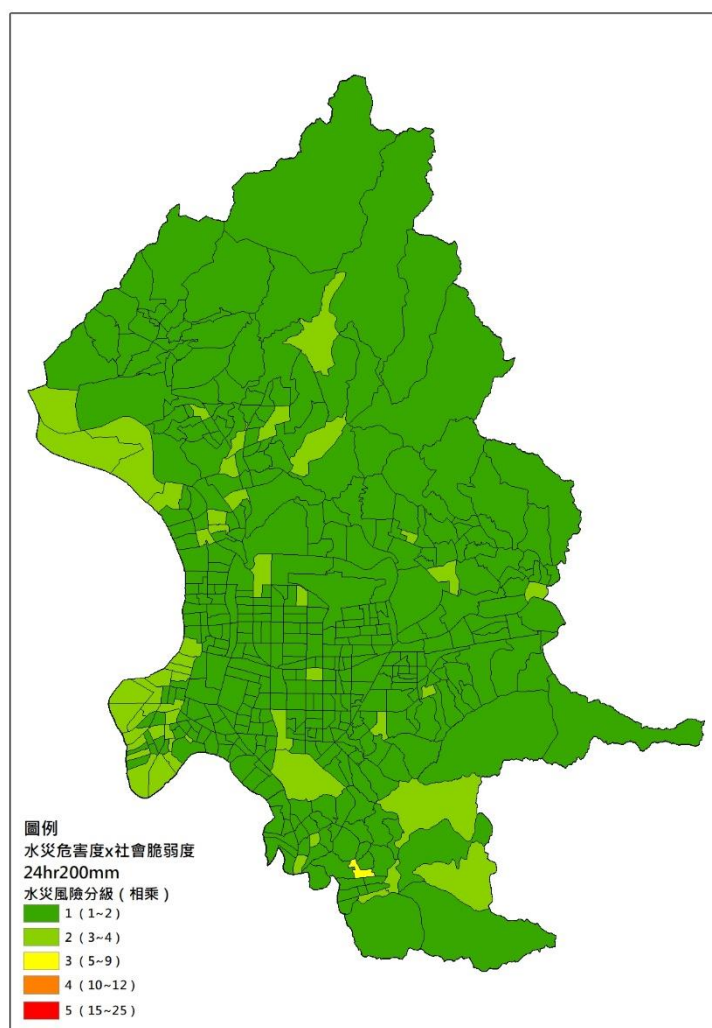 圖例
水災危害度x社會脆弱度
24hr200mm
水災風險分級（相乘）
1（1~2）
2（3~4）
3（5~9）
4（10~12）
5（15~25）